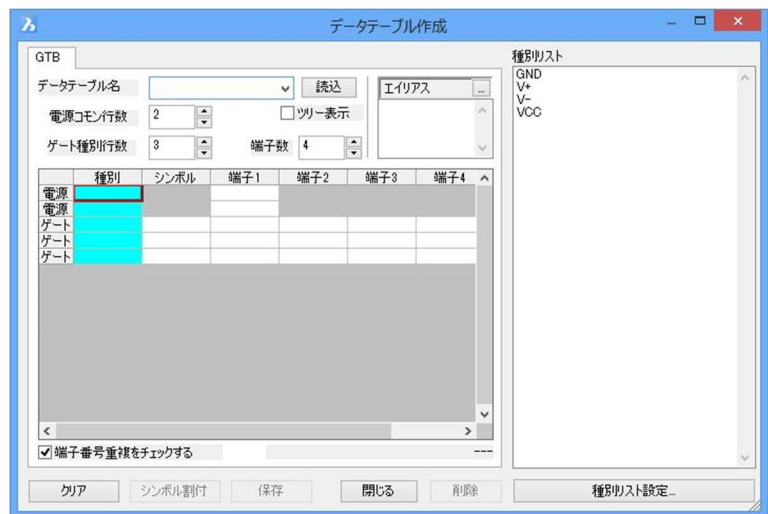 データテーブル作成
GTB
種別リスト
データテーブル名
読込
エイリアス
...
電源コモン行数
2
ツリー表示
ゲート種別行数
3
端子数
4
種別 シンボル 端子1 端子2 端子3 端子4
電源
電源
ゲート
ゲート
ゲート
端子番号重複をチェックする
---
GND
V+
V-
VCC
クリア
シンボル割付
保存
閉じる
削除
種別リスト設定...